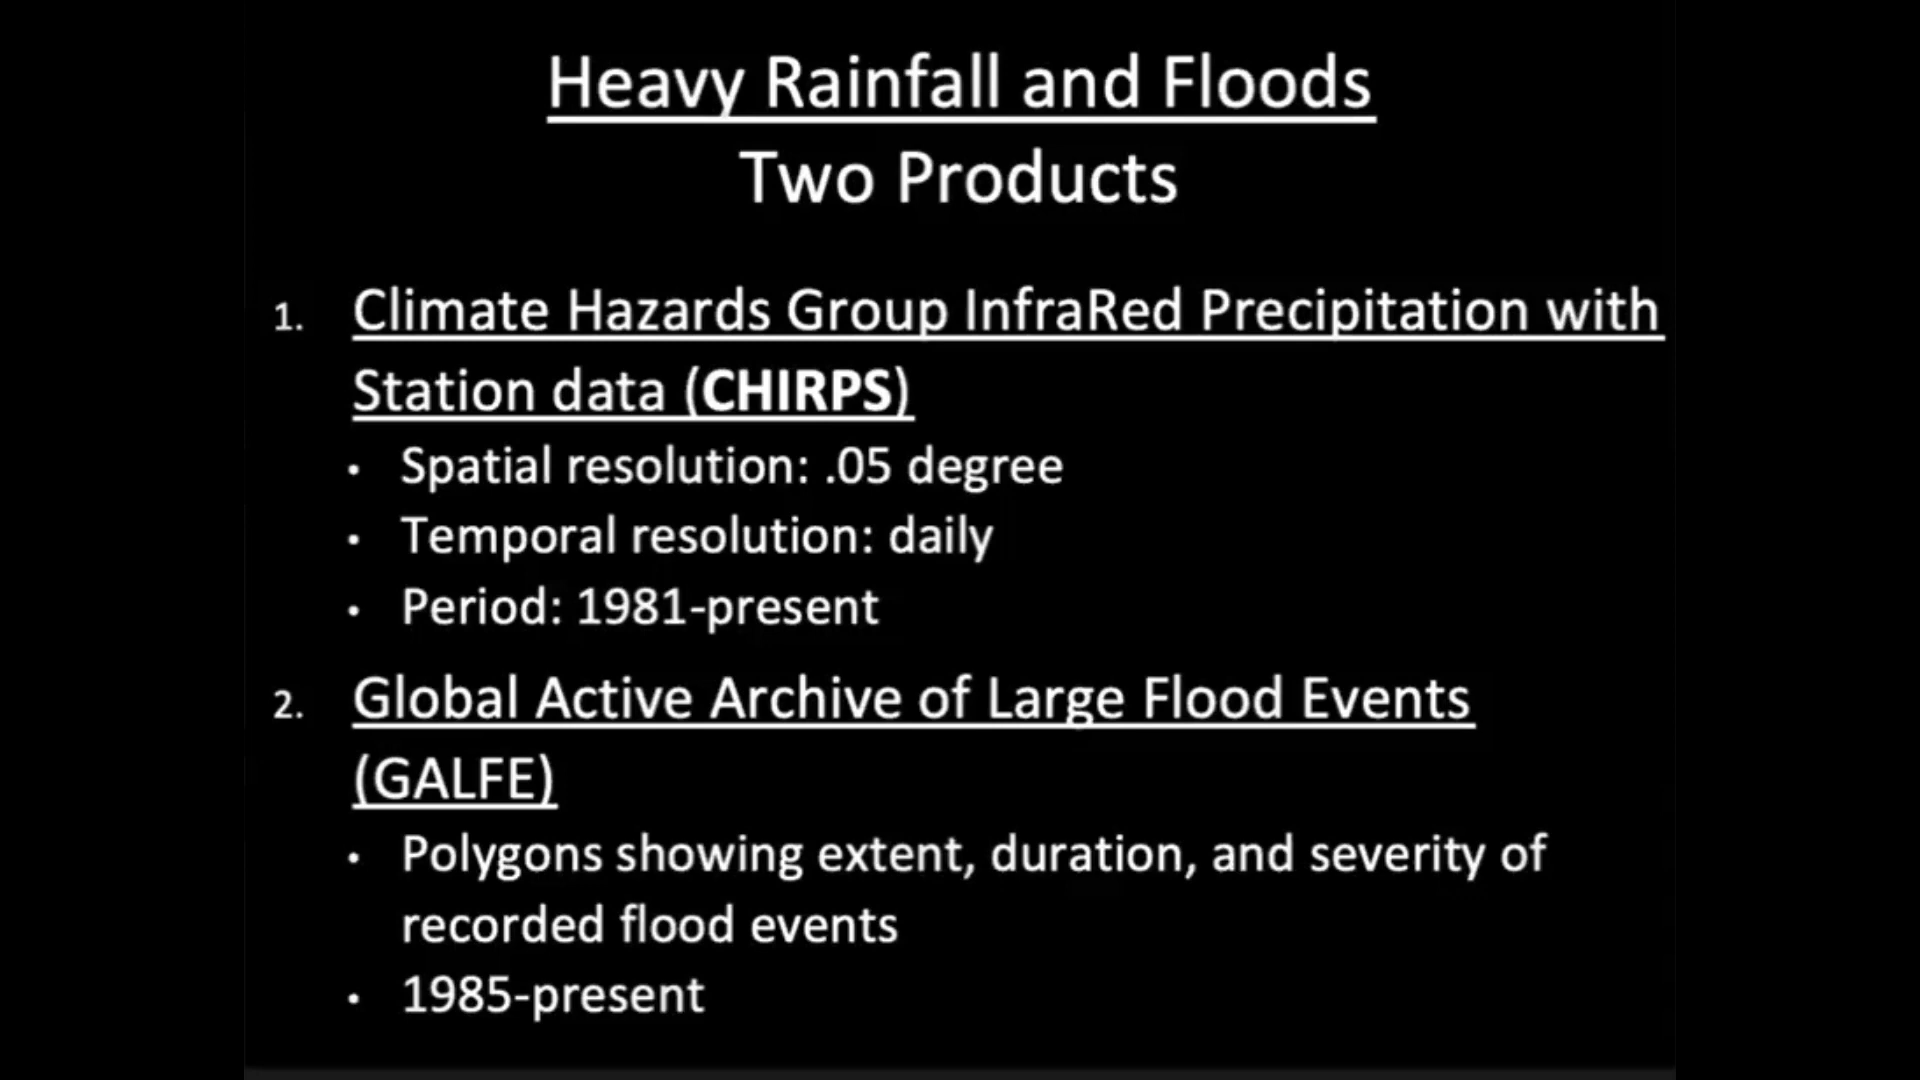 Heavy Rainfall and Floods
Two Products
1. Climate Hazards Group InfraRed Precipitation with
Station data (CHIRPS)
• Spatial resolution: .05 degree
• Temporal resolution: daily
• Period: 1981-present
2. Global Active Archive of Large Flood Events
(GALFE)
• Polygons showing extent, duration, and severity of
recorded flood events
• 1985-present